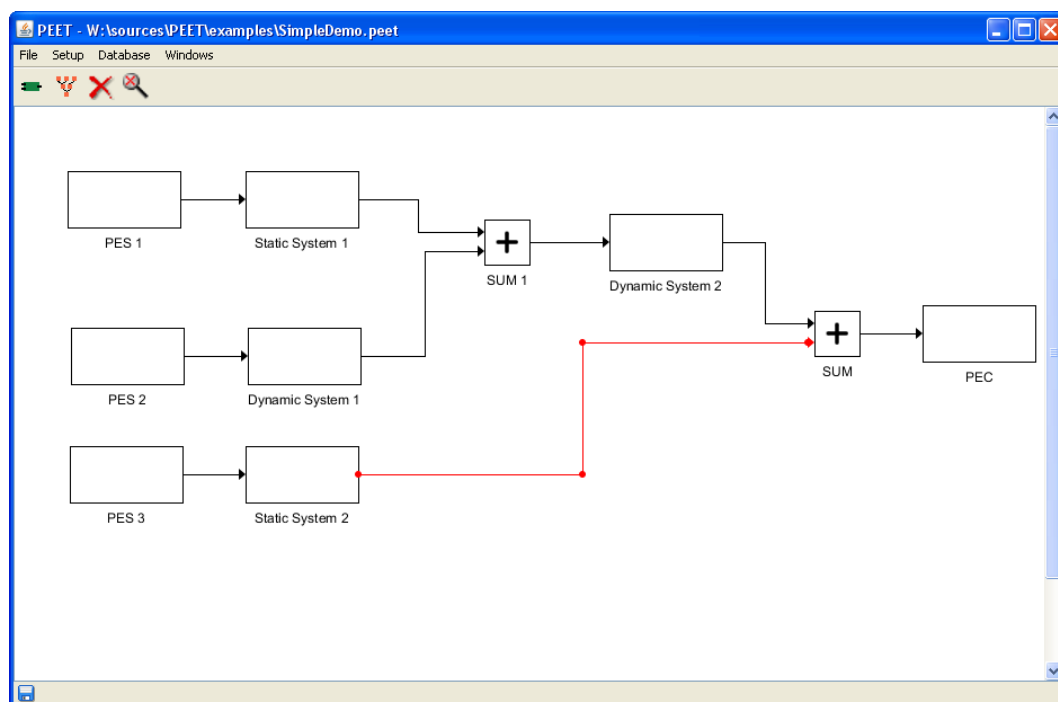 PEET - W:\sources\PEET\examples\SimpleDemo.peet
File Setup Database Windows
PES 1
Static System 1
SUM 1
Dynamic System 2
SUM
PEC
PES 2
Dynamic System 1
PES 3
Static System 2